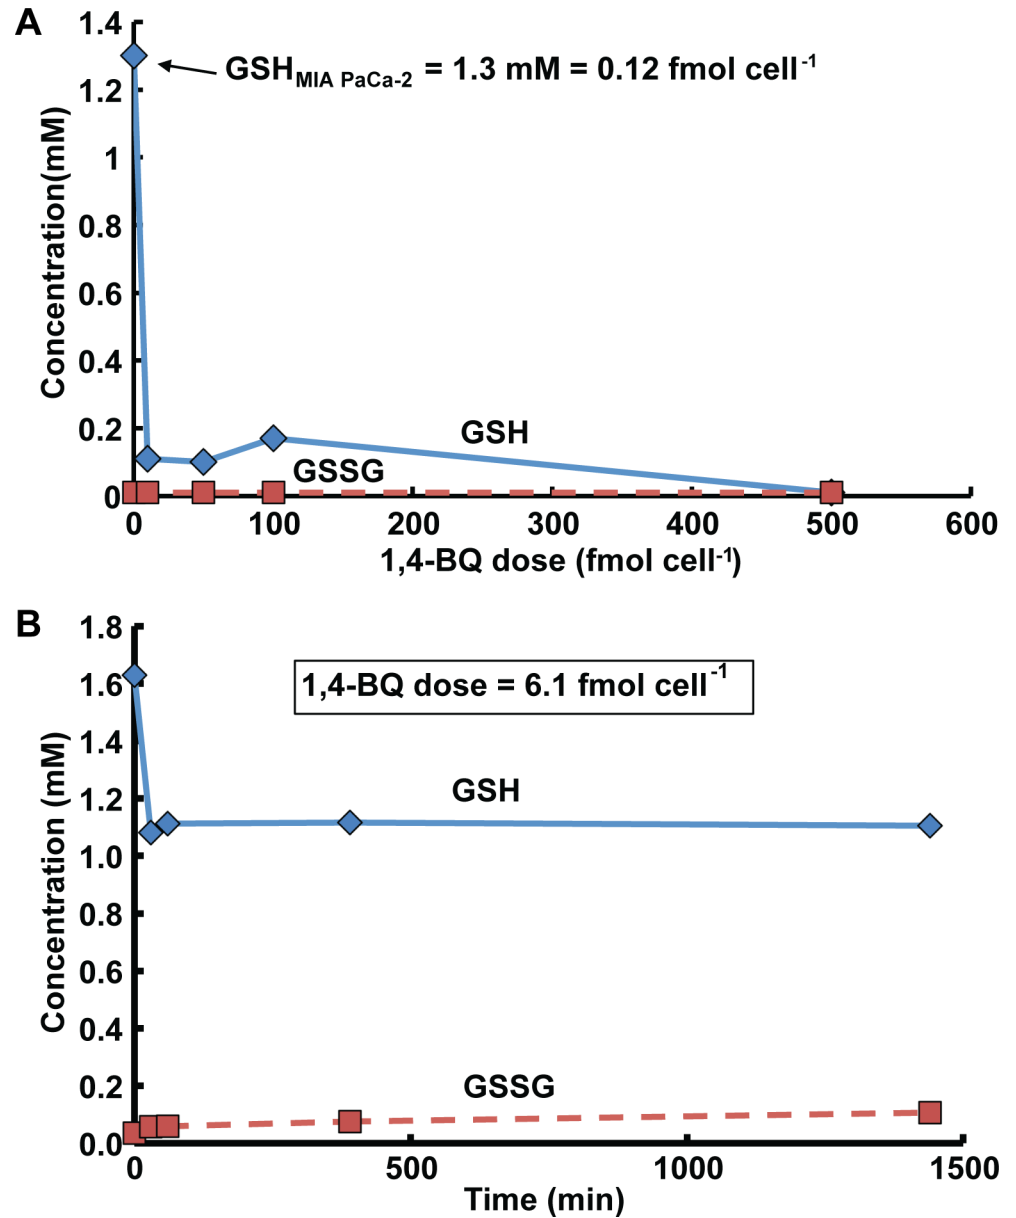 A
GSH MIA PaCa-2 = 1.3 mM = 0.12 fmol cell-1
Concentration(mM)
1.4
1.2
1
0.8
0.6
0.4
0.2
0
GSH
GSSG
0 100 200 300 400 500 600
1,4-BQ dose (fmol cell-1)
B
1,4-BQ dose = 6.1 fmol cell-1
Concentration (mM)
1.8
1.6
1.4
1.2
1.0
0.8
0.6
0.4
0.2
0.0
GSH
GSSG
0 500 1000 1500
Time (min)